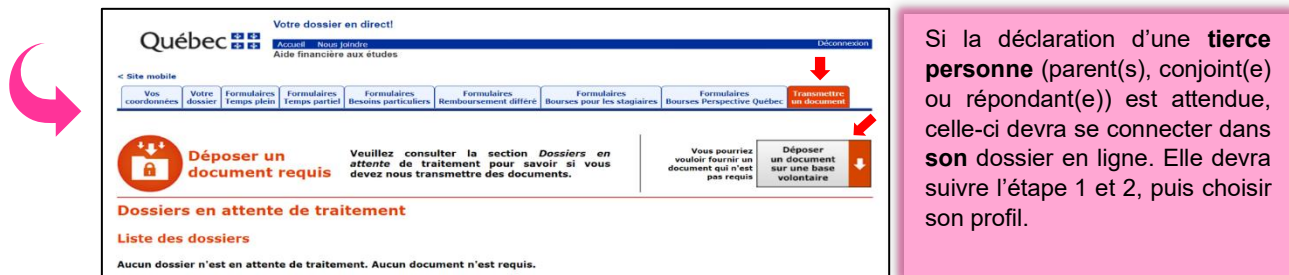 Votre dossier en direct!
Québec
Accueil Nous joindre Déconnexion
Aide financière aux études
< Site mobile
Vos coordonnées
Votre dossier
Formulaires Temps plein
Formulaires Temps partiel
Formulaires Besoins particuliers
Formulaires Remboursement différé
Formulaires Bourses pour les stagiaires
Formulaires Bourses Perspective Québec
Transmettre un document
Déposer un
document requis
Veuillez consulter la section Dossiers en
attente de traitement pour savoir si vous
devez nous transmettre des documents.
Vous pourriez
vouloir fournir un
document qui n'est
pas requis
Déposer
un document
sur une base
volontaire
Dossiers en attente de traitement
Liste des dossiers
Aucun dossier n'est en attente de traitement. Aucun document n'est requis.
Si la déclaration d'une tierce
personne (parent(s), conjoint(e)
ou répondant(e)) est attendue,
celle-ci devra se connecter dans
son dossier en ligne. Elle devra
suivre l'étape 1 et 2, puis choisir
son profil.